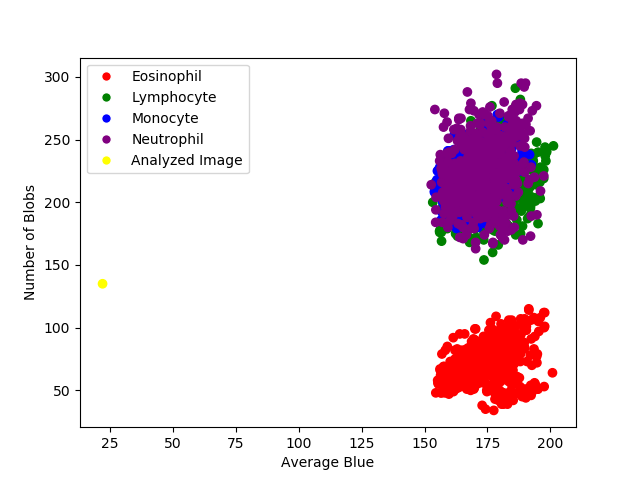 Eosinophil
Lymphocyte
Monocyte
Neutrophil
Analyzed Image
300
250
200
150
100
50
Number of Blobs
25
50
75
100
125
150
175
200
Average Blue